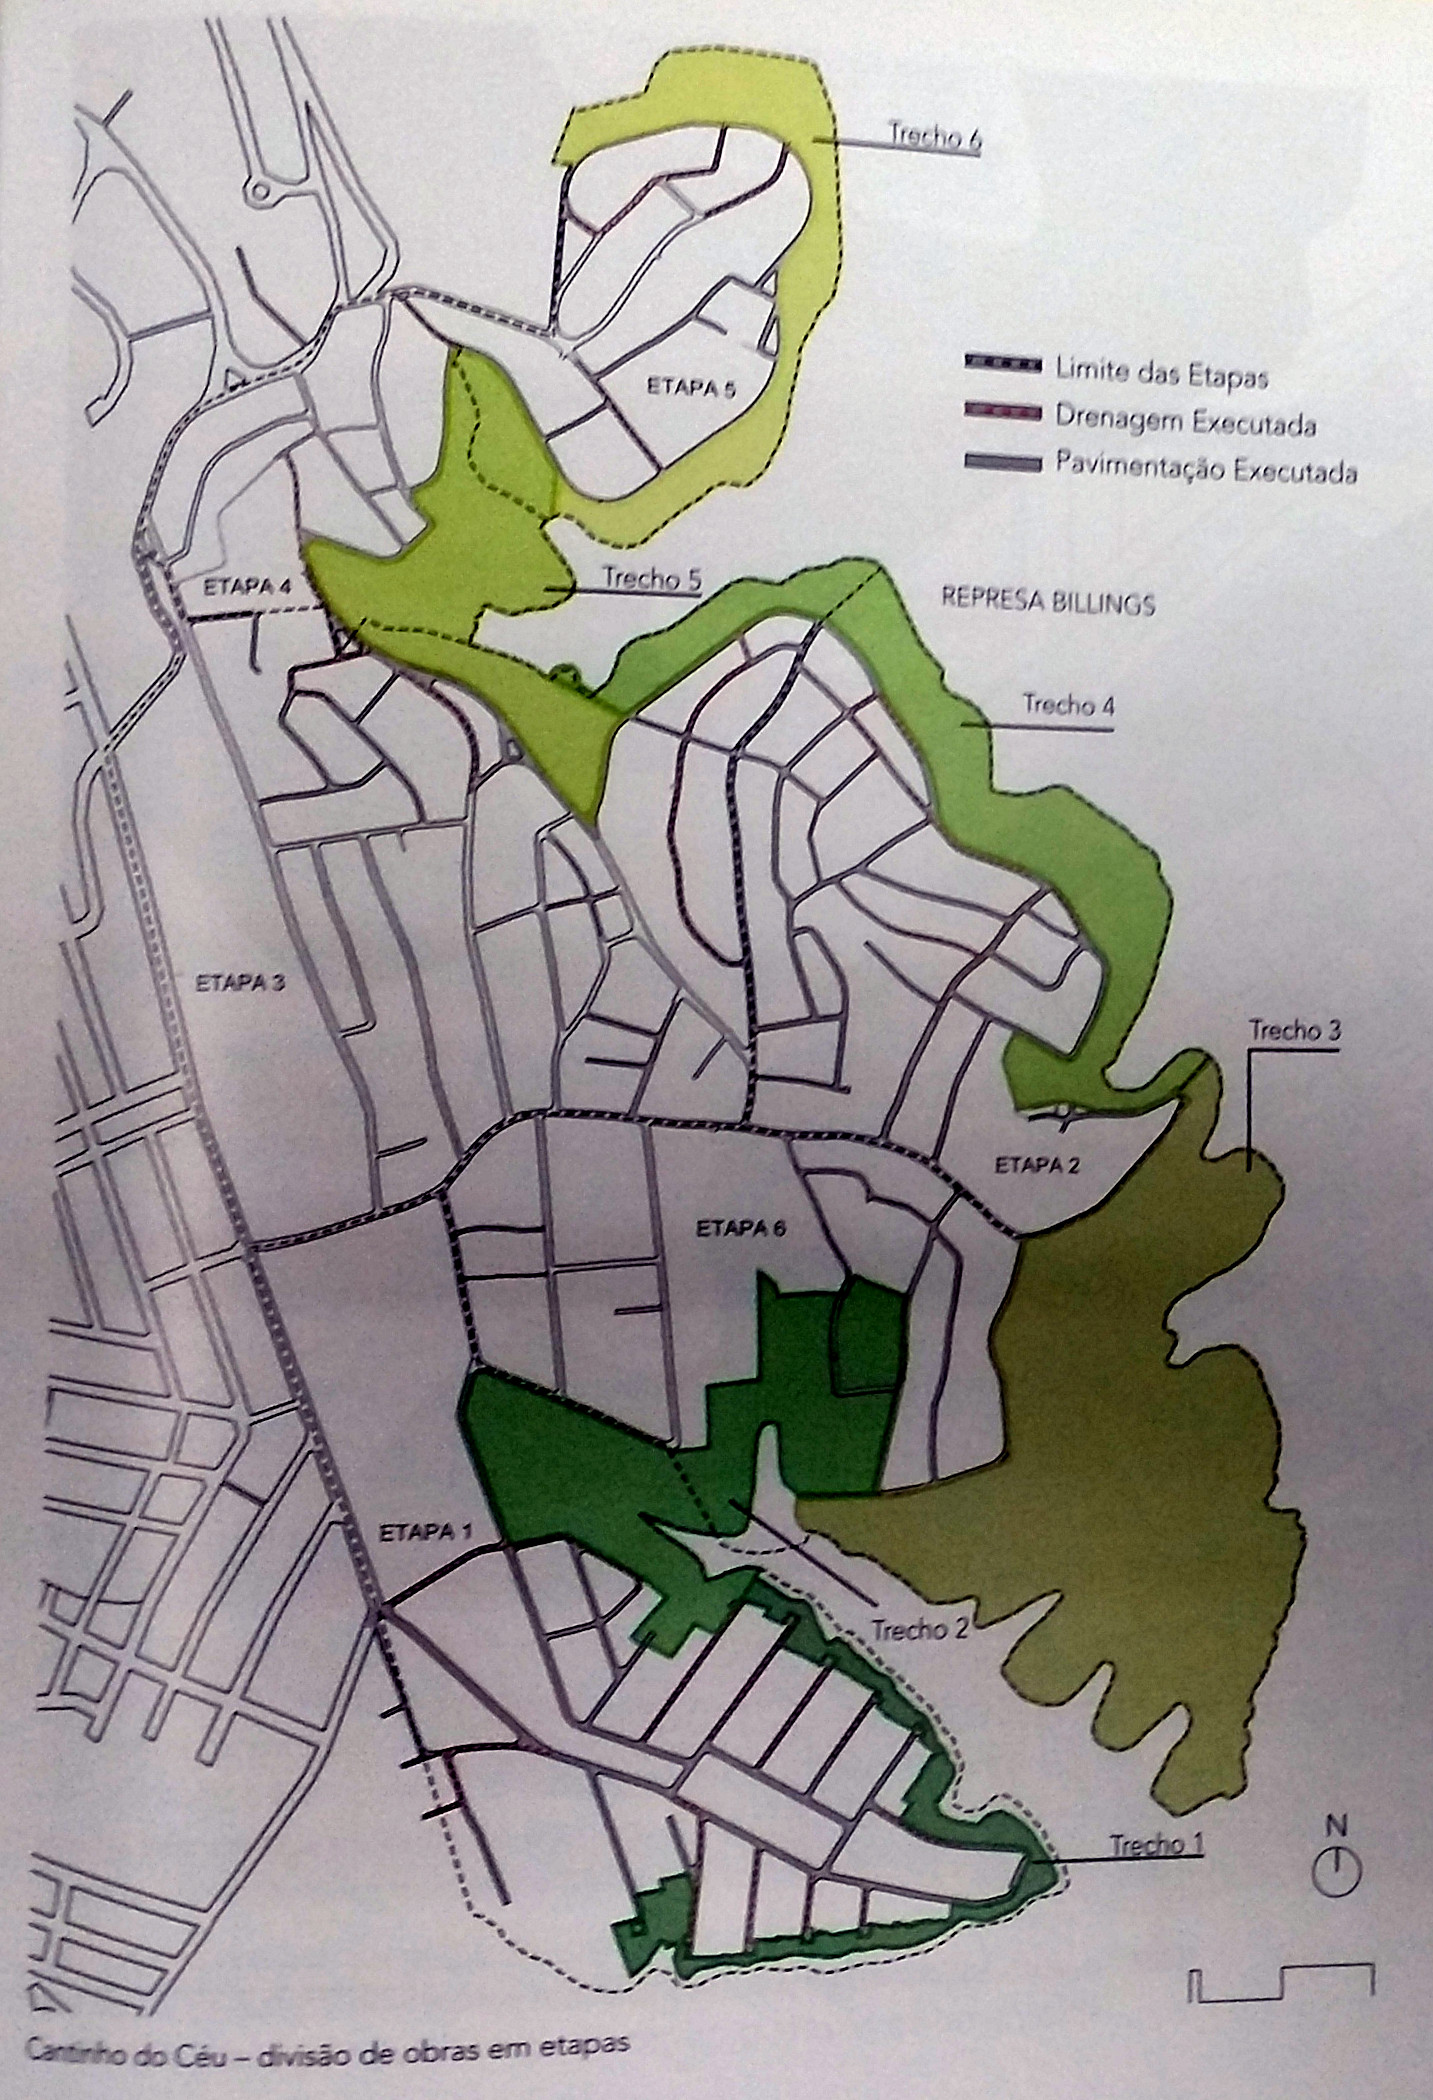 Trecho 6
ETAPA 5
Limite das Etapas
Drenagem Executada
Pavimentação Executada
ETAPA 4
Trecho 5
REPRESA BILLINGS
Trecho 4
ETAPA 3
Trecho 3
ETAPA 2
ETAPA 6
ETAPA 1
Trecho 2
Trecho 1
N
Cantinho do Céu – divisão de obras em etapas